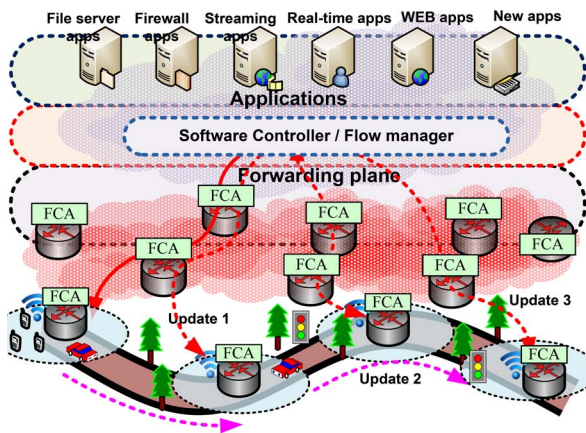 File server apps
Firewall apps
Streaming apps
Real-time apps
WEB apps
New apps
Applications
Software Controller / Flow manager
Forwarding plane
FCA
FCA
FCA
FCA
FCA
FCA
FCA
FCA
FCA
FCA
FCA
FCA
Update 1
Update 3
Update 2